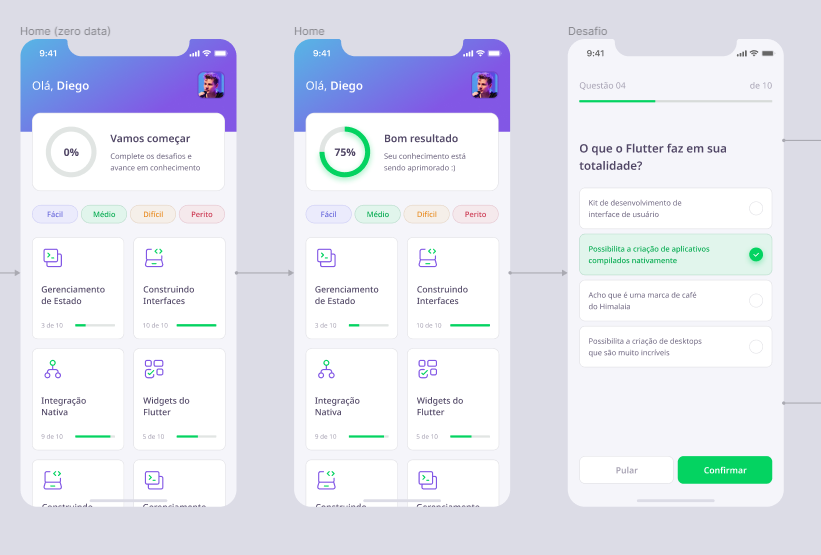 Home (zero data)
9:41
Olá, Diego
0%
Vamos começar
Complete os desafios e
avance em conhecimento
Fácil
Médio
Difícil
Perito
Gerenciamento
de Estado
3 de 10
Construindo
Interfaces
10 de 10
Integração
Nativa
9 de 10
Widgets do
Flutter
5 de 10
Construindo
Gerenciamento
Home
9:41
Olá, Diego
75%
Bom resultado
Seu conhecimento está
sendo aprimorado :)
Fácil
Médio
Difícil
Perito
Gerenciamento
de Estado
3 de 10
Construindo
Interfaces
10 de 10
Integração
Nativa
9 de 10
Widgets do
Flutter
5 de 10
Construindo
Gerenciamento
Desafio
9:41
Questão 04
de 10
O que o Flutter faz em sua
totalidade?
Kit de desenvolvimento de
interface de usuário
Possibilita a criação de aplicativos
compilados nativamente
Acho que é uma marca de café
do Himalaia
Possibilita a criação de desktops
que são muito incríveis
Pular
Confirmar